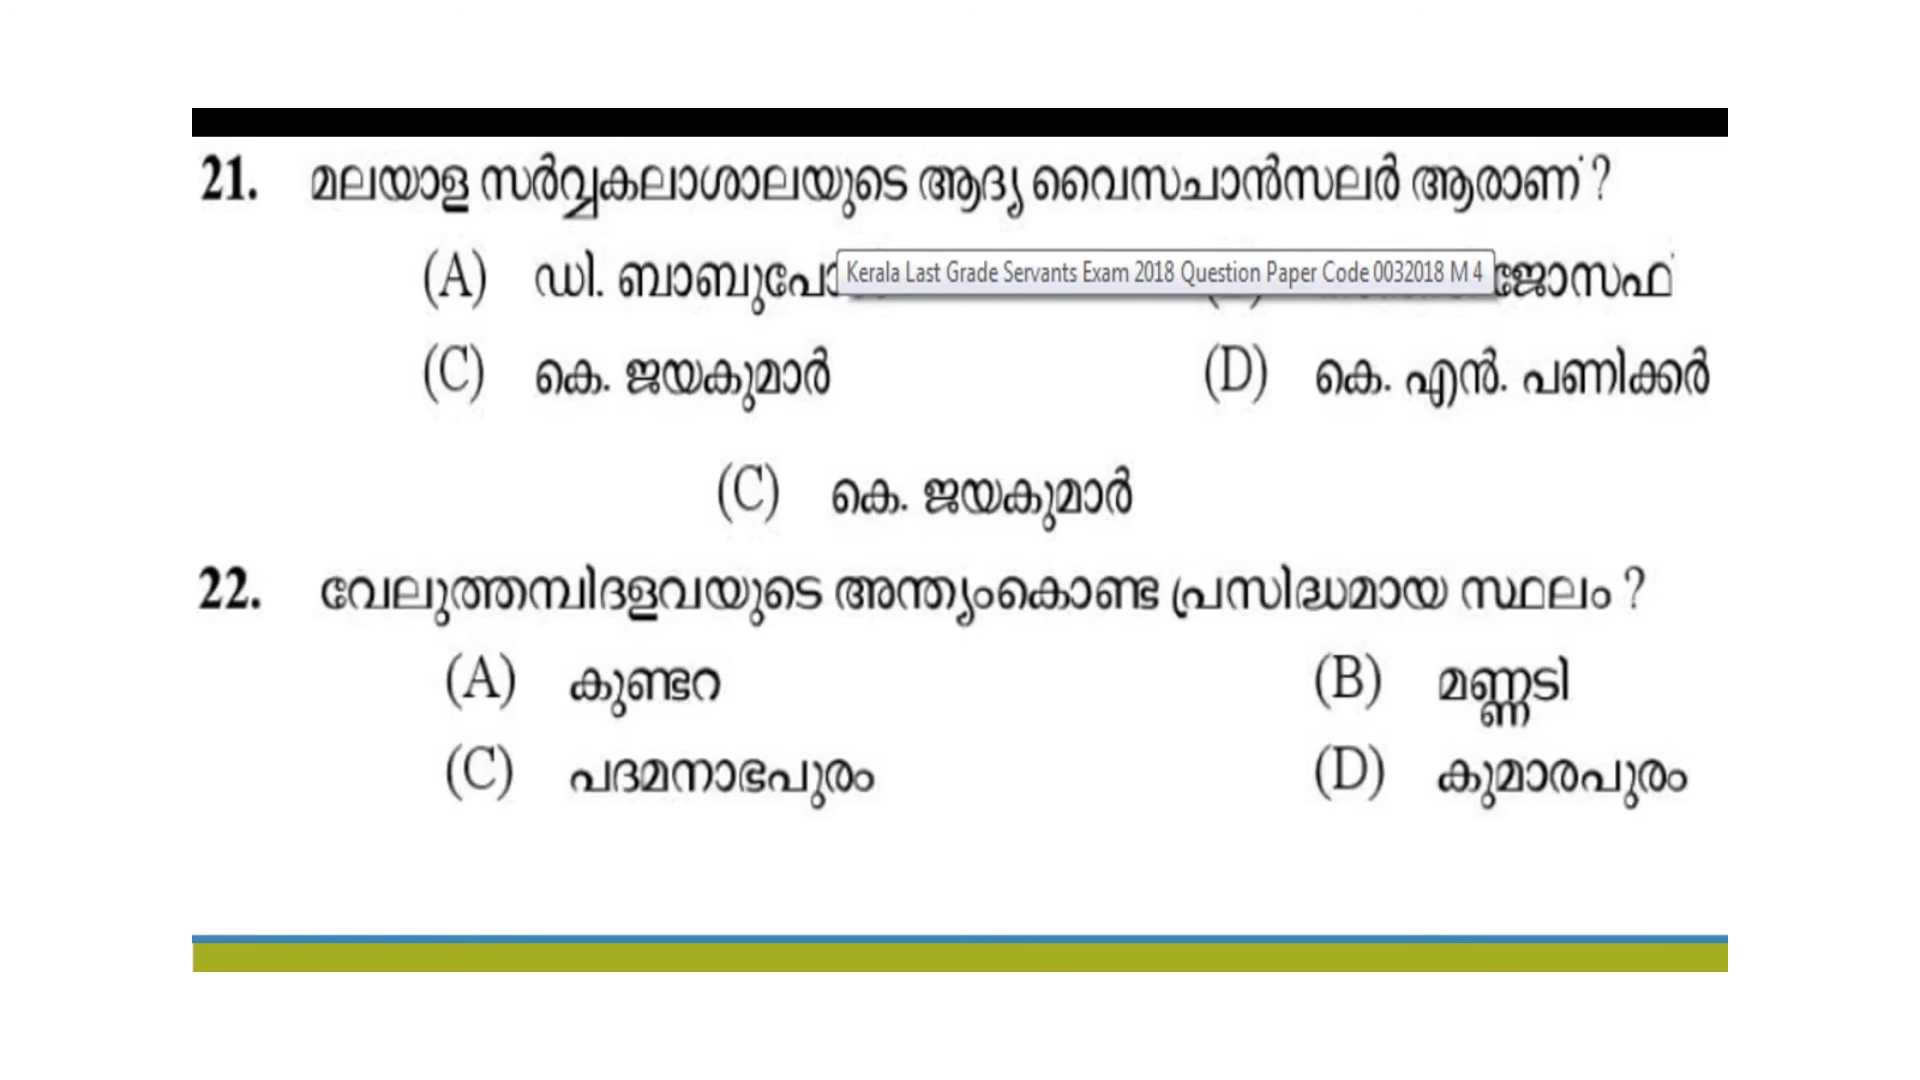 21. മലയാള സർവ്വകലാശാലയുടെ ആദ്യ വൈസചാൻസലർ ആരാണ് ?
(A) ഡി. Kerala Last Grade Servants Exam 2018 Question Paper Code 0032018 M 4 ജോസഫ്
(C) കെ. ജയകുമാർ (D) കെ. എൻ. പണിക്കർ
(C) കെ. ജയകുമാർ
22. വേലുത്തമ്പിദളവയുടെ അന്ത്യംകൊണ്ട പ്രസിദ്ധമായ സ്ഥലം ?
(A) കുണ്ടറ (B) മണ്ണടി
(C) പദമനാഭപുരം (D) കുമാരപുരം